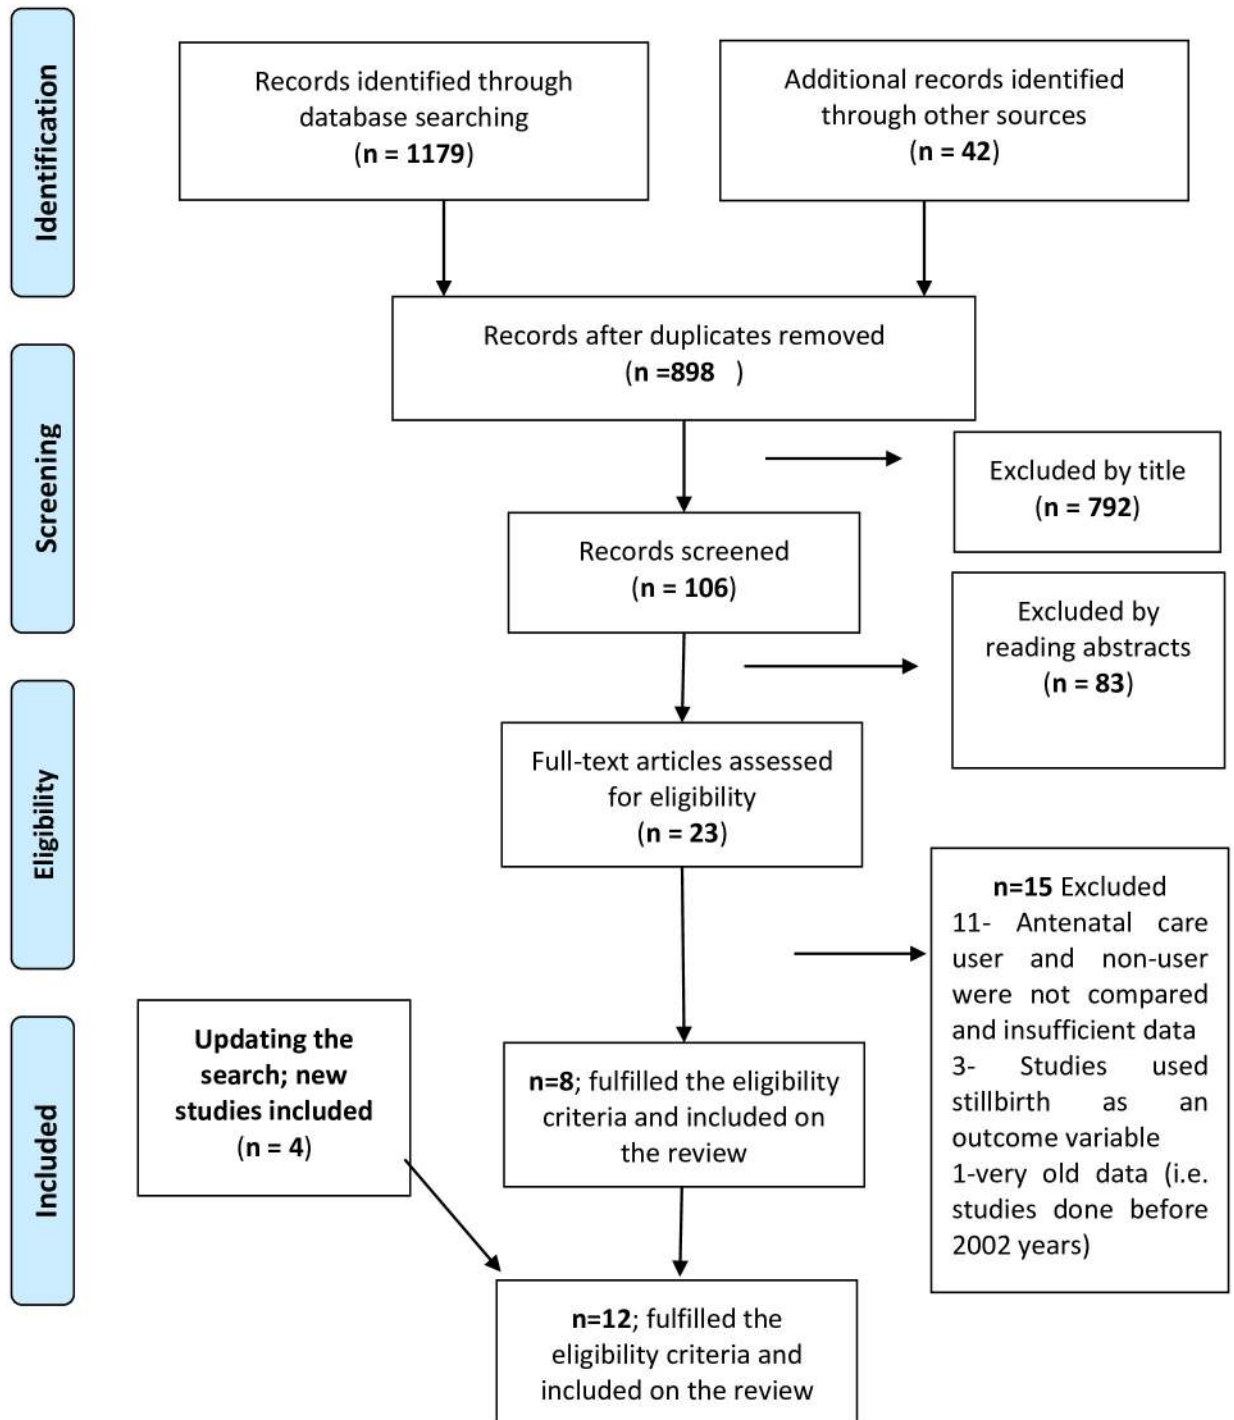 Identification
Records identified through
database searching
(n = 1179)
Additional records identified
through other sources
(n = 42)
Records after duplicates removed
(n =898   )
Screening
Excluded by title
(n = 792)
Records screened
(n = 106)
Excluded by
reading abstracts
(n = 83)
Eligibility
Full-text articles assessed
for eligibility
(n = 23)
n=15 Excluded
11- Antenatal care
user and non-user
were not compared
and insufficient data
3- Studies used
stillbirth as an
outcome variable
1-very old data (i.e.
studies done before
2002 years)
Included
Updating the
search; new
studies included
(n = 4)
n=8; fulfilled the eligibility
criteria and included on
the review
n=12; fulfilled the
eligibility criteria and
included on the review